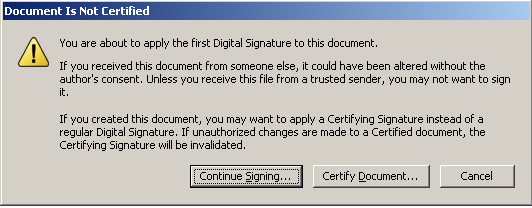 Document Is Not Certified
You are about to apply the first Digital Signature to this document.
If you received this document from someone else, it could have been altered without the
author's consent. Unless you receive this file from a trusted sender, you may not want to sign
it.
If you created this document, you may want to apply a Certifying Signature instead of a
regular Digital Signature. If unauthorized changes are made to a Certified document, the
Certifying Signature will be invalidated.
Continue Signing... Certify Document... Cancel